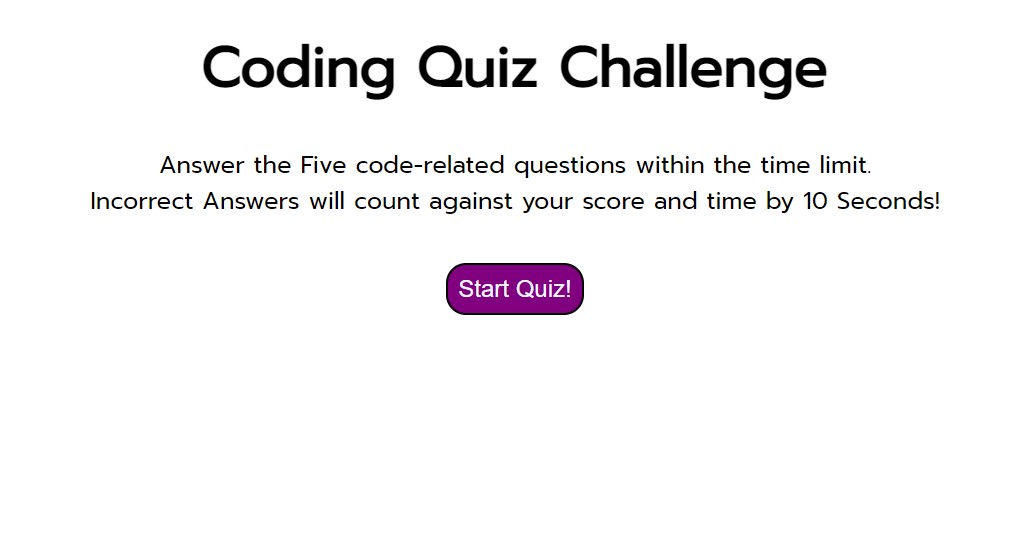 Coding Quiz Challenge
Answer the Five code-related questions within the time limit.
Incorrect Answers will count against your score and time by 10 Seconds!
Start Quiz!